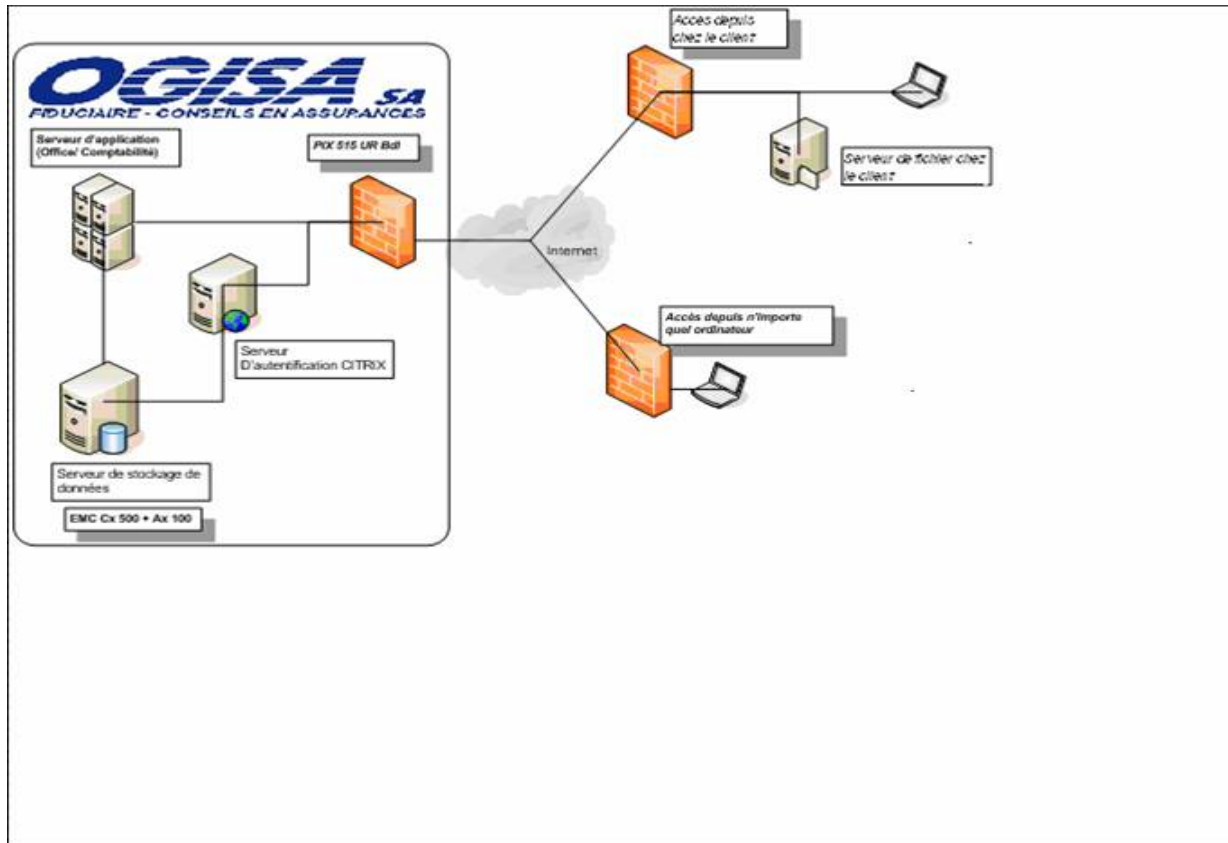 OGISA SA
FIDUCIAIRE - CONSEILS EN ASSURANCES
Serveur d'application
(Office/ Comptabilité)
PIX 515 UR Bdl
Accès depuis
chez le client
Serveur de fichier chez
le client
Internet
Accès depuis n'importe
quel ordinateur
Serveur
D'autentification CITRIX
Serveur de stockage de
données
EMC Cx 500 + Ax 100